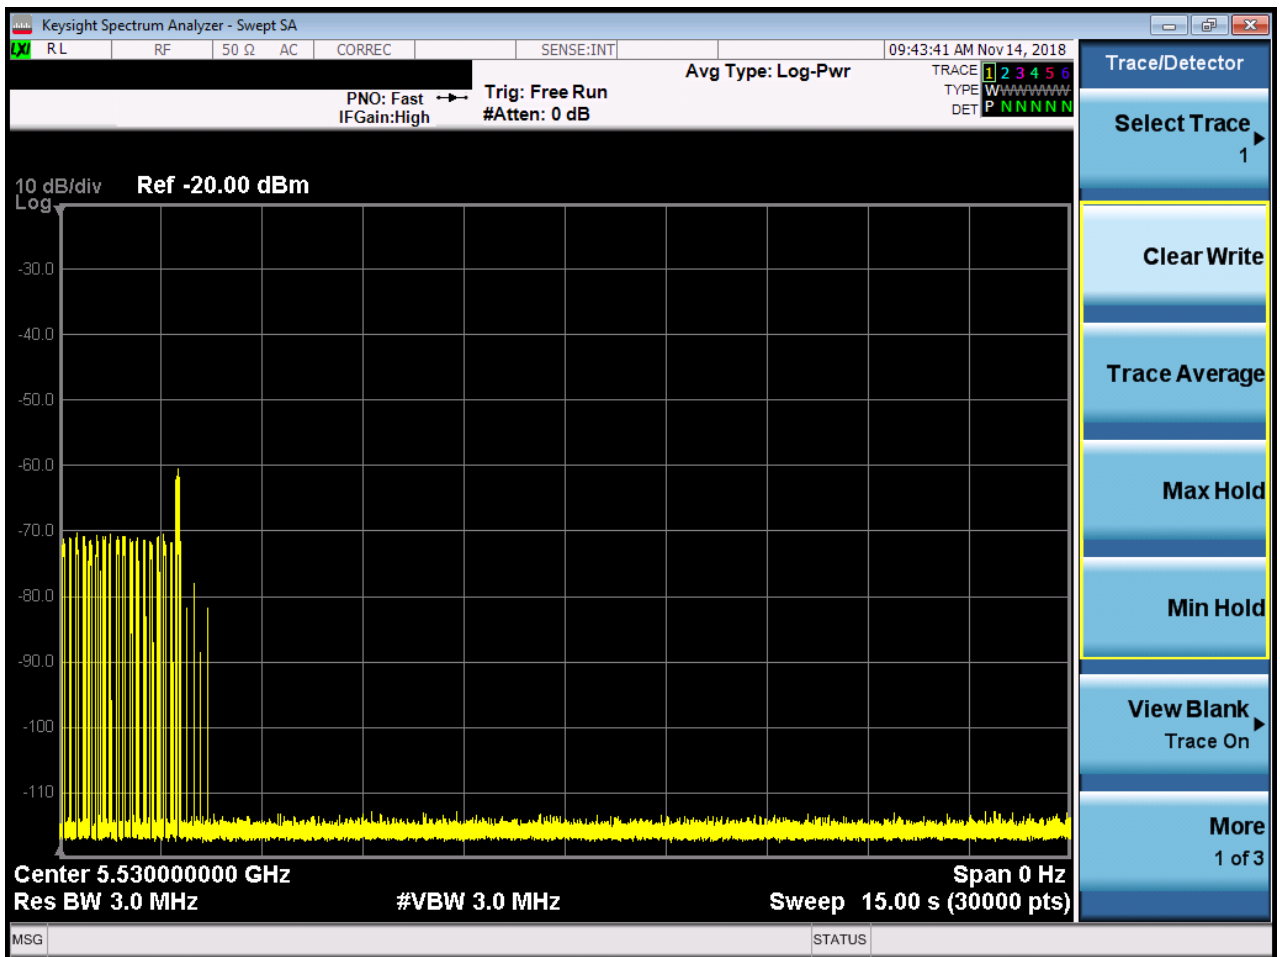 Keysight Spectrum Analyzer - Swept SA
LXI RL RF 50 Ω AC CORREC SENSE:INT 09:43:41 AM Nov 14, 2018
Avg Type: Log-Pwr TRACE 1 2 3 4 5 6
PNO: Fast Trig: Free Run TYPE WWWWWW
IFGain:High #Atten: 0 dB DET P N N N N N
10 dB/div Ref -20.00 dBm
Log
-30.0
-40.0
-50.0
-60.0
-70.0
-80.0
-90.0
-100
-110
Center 5.530000000 GHz Span 0 Hz
Res BW 3.0 MHz #VBW 3.0 MHz Sweep 15.00 s (30000 pts)
MSG STATUS
Trace/Detector
Select Trace
1
Clear Write
Trace Average
Max Hold
Min Hold
View Blank
Trace On
More
1 of 3